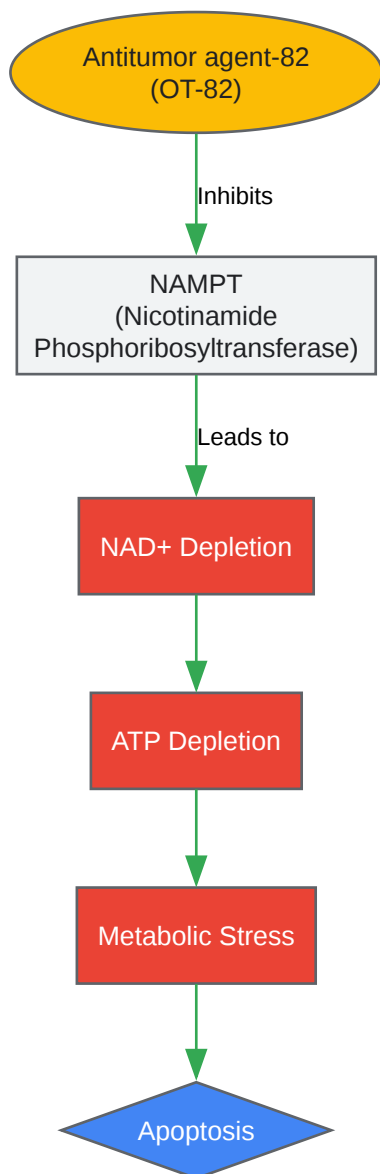 Antitumor agent-82
(OT-82)
Inhibits
NAMPT
(Nicotinamide
Phosphoribosyltransferase)
Leads to
NAD+ Depletion
ATP Depletion
Metabolic Stress
Apoptosis